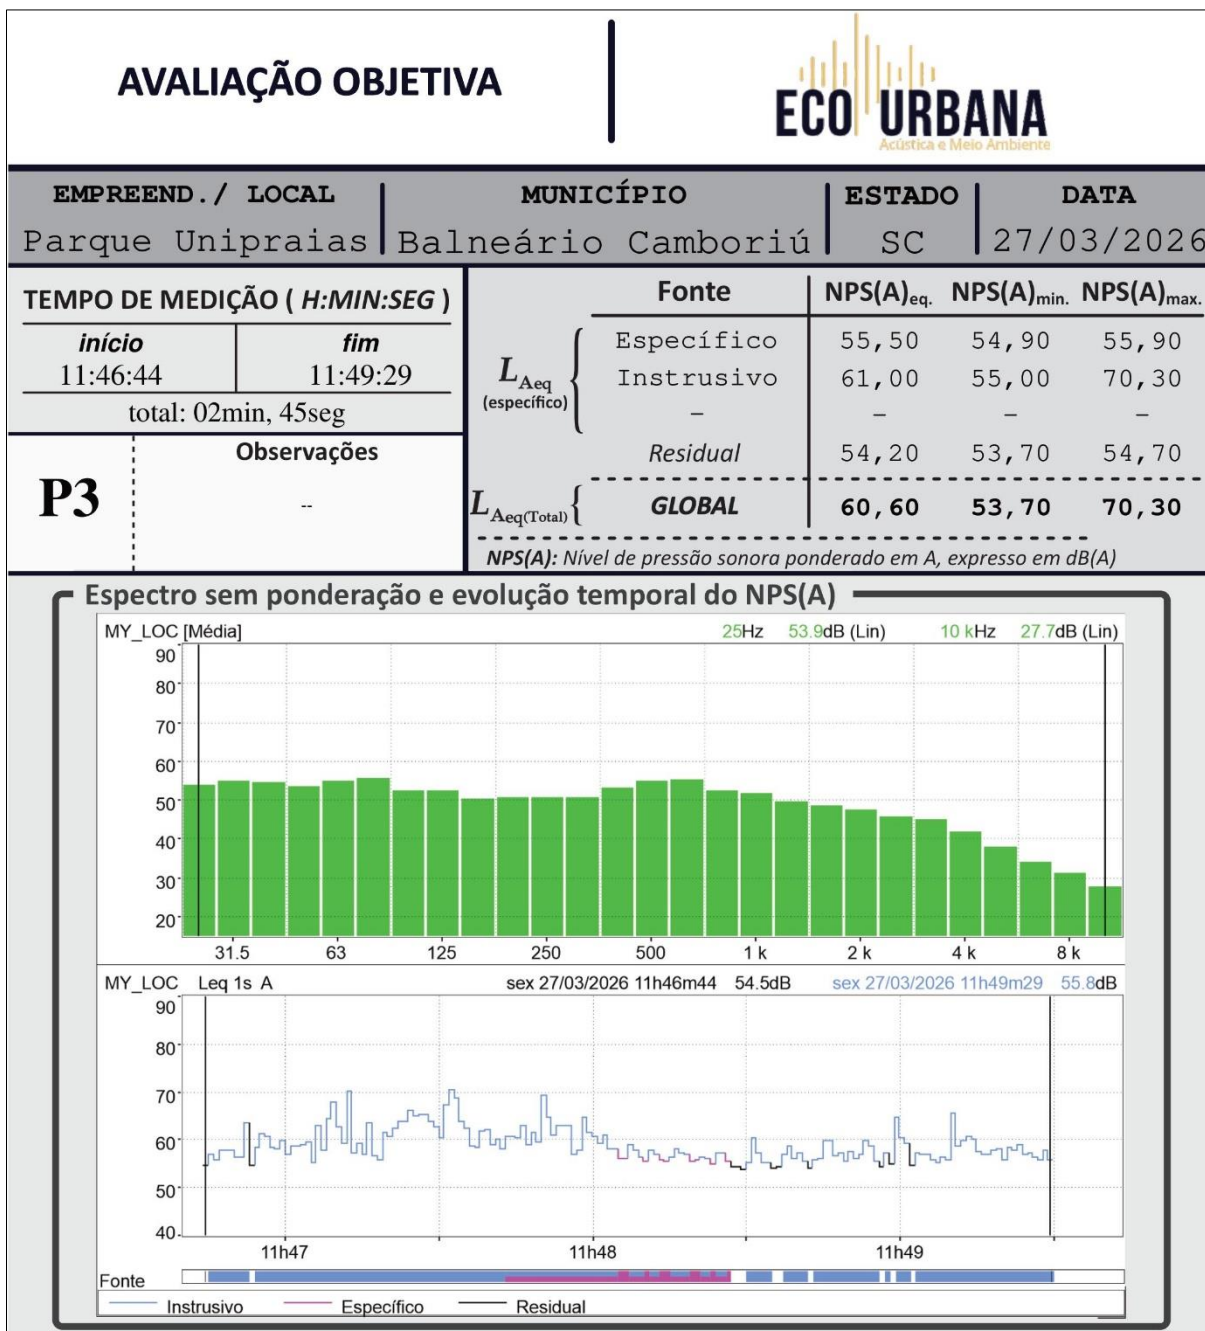 AVALIAÇÃO OBJETIVA
ECO URBANA
Acústica e Meio Ambiente
EMPREEND./ LOCAL MUNICÍPIO ESTADO DATA
Parque Unipraias Balneário Camboriú SC 27/03/2026
TEMPO DE MEDIÇÃO ( H:MIN:SEG )
início fim
11:46:44 11:49:29
total: 02min, 45seg
P3
Observações
--
Fonte NPS(A)eq. NPS(A)min. NPS(A)max.
LAeq (específico)
Específico 55,50 54,90 55,90
Instrusivo 61,00 55,00 70,30
– – – –
Residual 54,20 53,70 54,70
LAeq(Total) GLOBAL 60,60 53,70 70,30
NPS(A): Nível de pressão sonora ponderado em A, expresso em dB(A)
Espectro sem ponderação e evolução temporal do NPS(A)
MY_LOC [Média] 25Hz 53.9dB (Lin) 10 kHz 27.7dB (Lin)
90
80
70
60
50
40
30
20
31.5 63 125 250 500 1 k 2 k 4 k 8 k
MY_LOC Leq 1s A sex 27/03/2026 11h46m44 54.5dB sex 27/03/2026 11h49m29 55.8dB
90
80
70
60
50
40
11h47 11h48 11h49
Fonte
Instrusivo Específico Residual